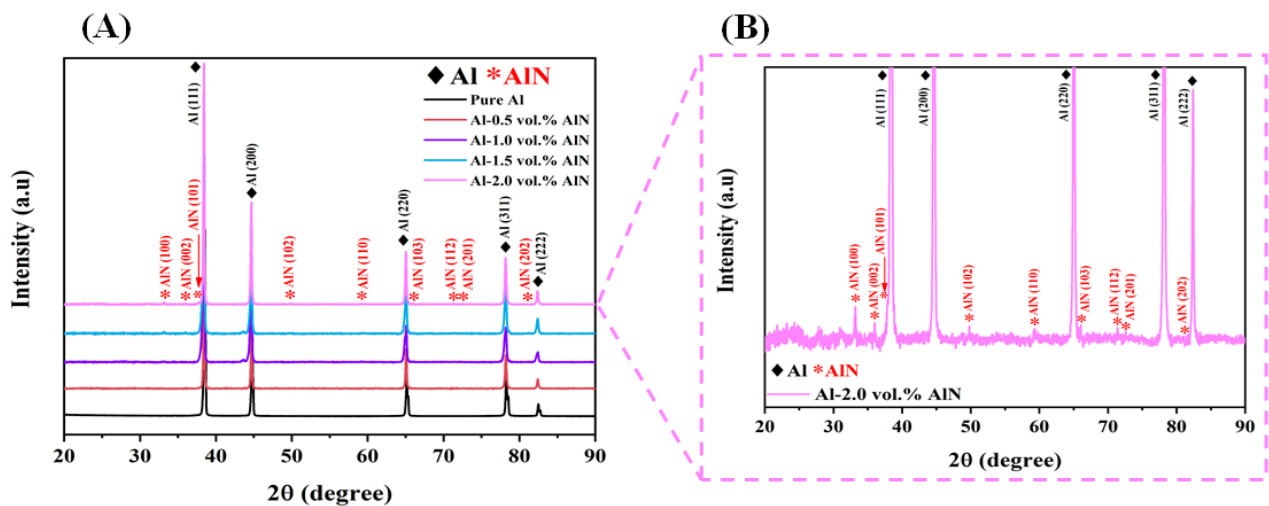 (A)
(B)
Intensity (a.u)
◆ Al *AlN
Pure Al
Al-0.5 vol.% AlN
Al-1.0 vol.% AlN
Al-1.5 vol.% AlN
Al-2.0 vol.% AlN
AlN (100)
AlN (002)
AlN (101)
Al (111)
Al (200)
AlN (102)
AlN (110)
Al (220)
AlN (103)
AlN (112)
AlN (201)
Al (311)
AlN (202)
Al (222)
20 30 40 50 60 70 80 90
2θ (degree)
Intensity (a.u)
AlN (100)
AlN (002)
AlN (101)
Al (111)
Al (200)
AlN (102)
AlN (110)
Al (220)
AlN (103)
AlN (112)
AlN (201)
Al (311)
AlN (202)
Al (222)
◆ Al *AlN
Al-2.0 vol.% AlN
20 30 40 50 60 70 80 90
2θ (degree)